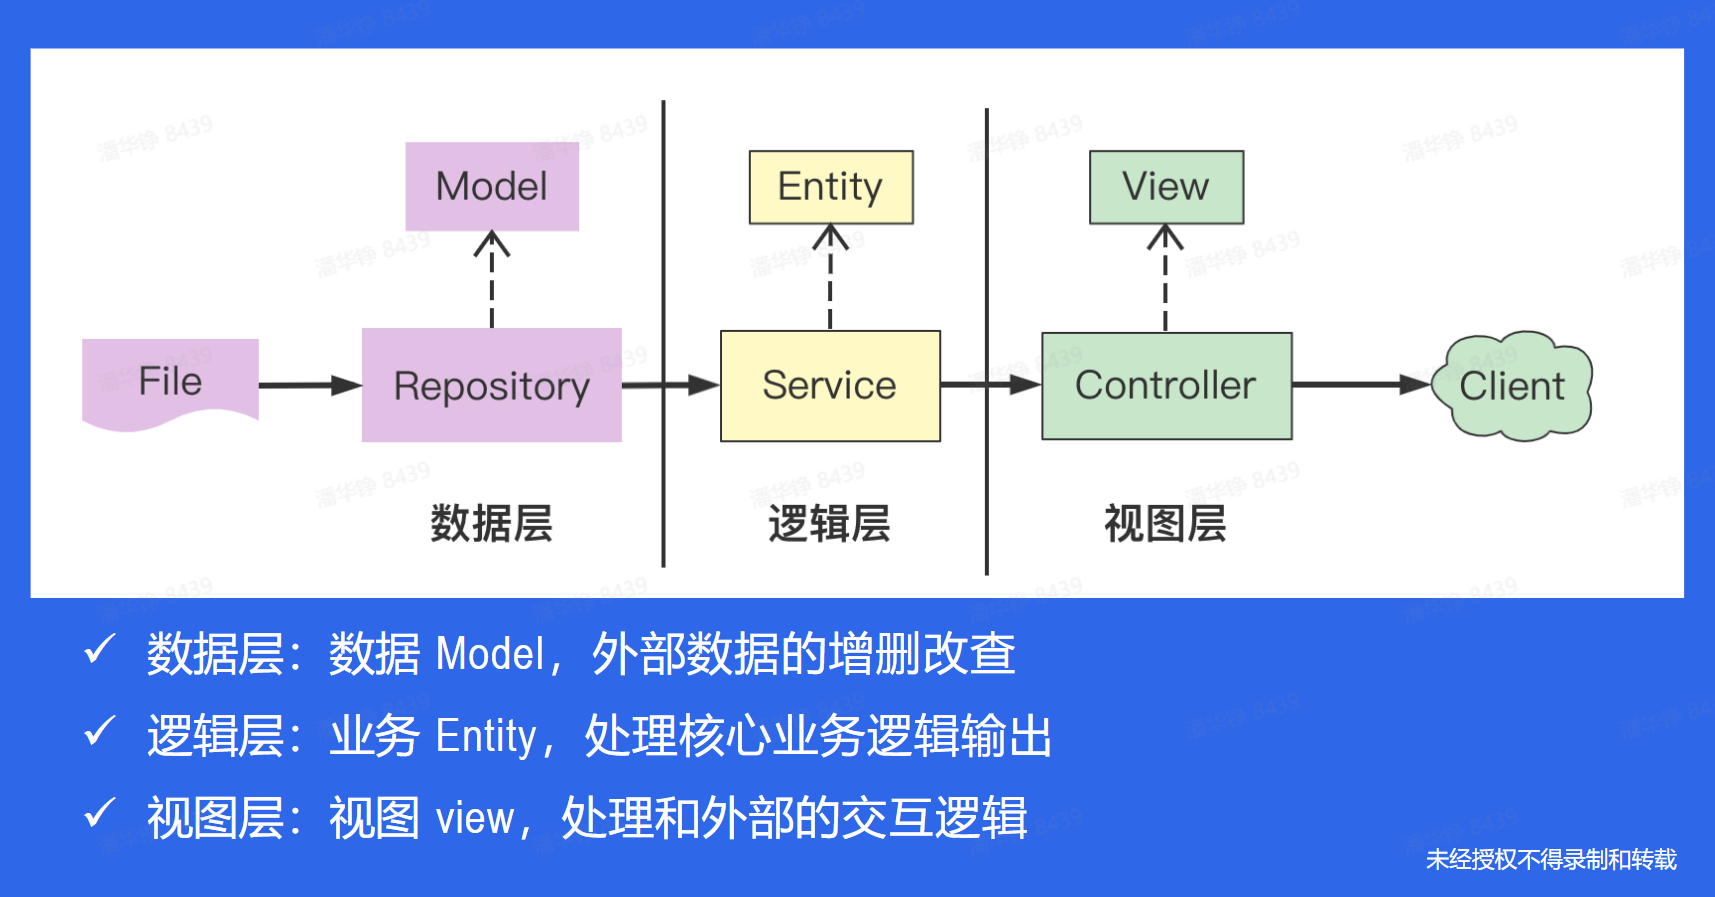 Model
Entity
View
File
Repository
Service
Controller
Client
数据层
逻辑层
视图层
✓ 数据层：数据 Model，外部数据的增删改查
✓ 逻辑层：业务 Entity，处理核心业务逻辑输出
✓ 视图层：视图 view，处理和外部的交互逻辑
未经授权不得录制和转载
潘华铮 8439